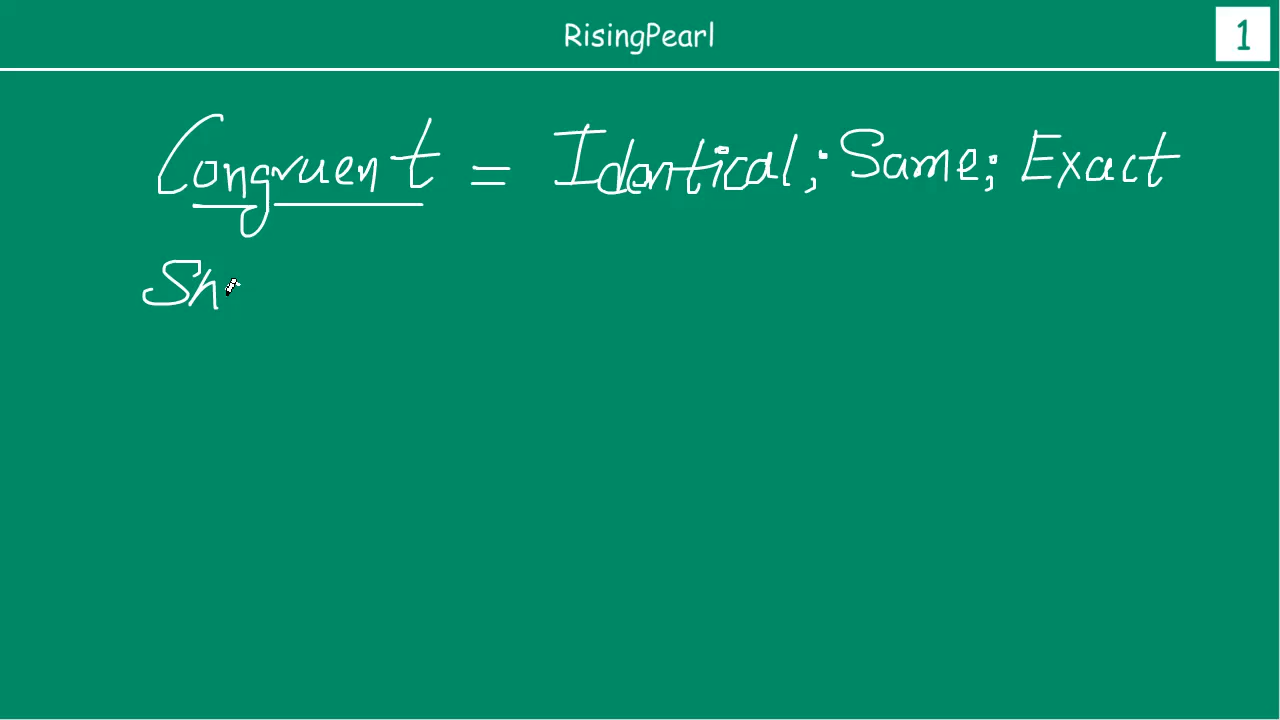 RisingPearl
1
Congruent = Identical; Same; Exact
Sh